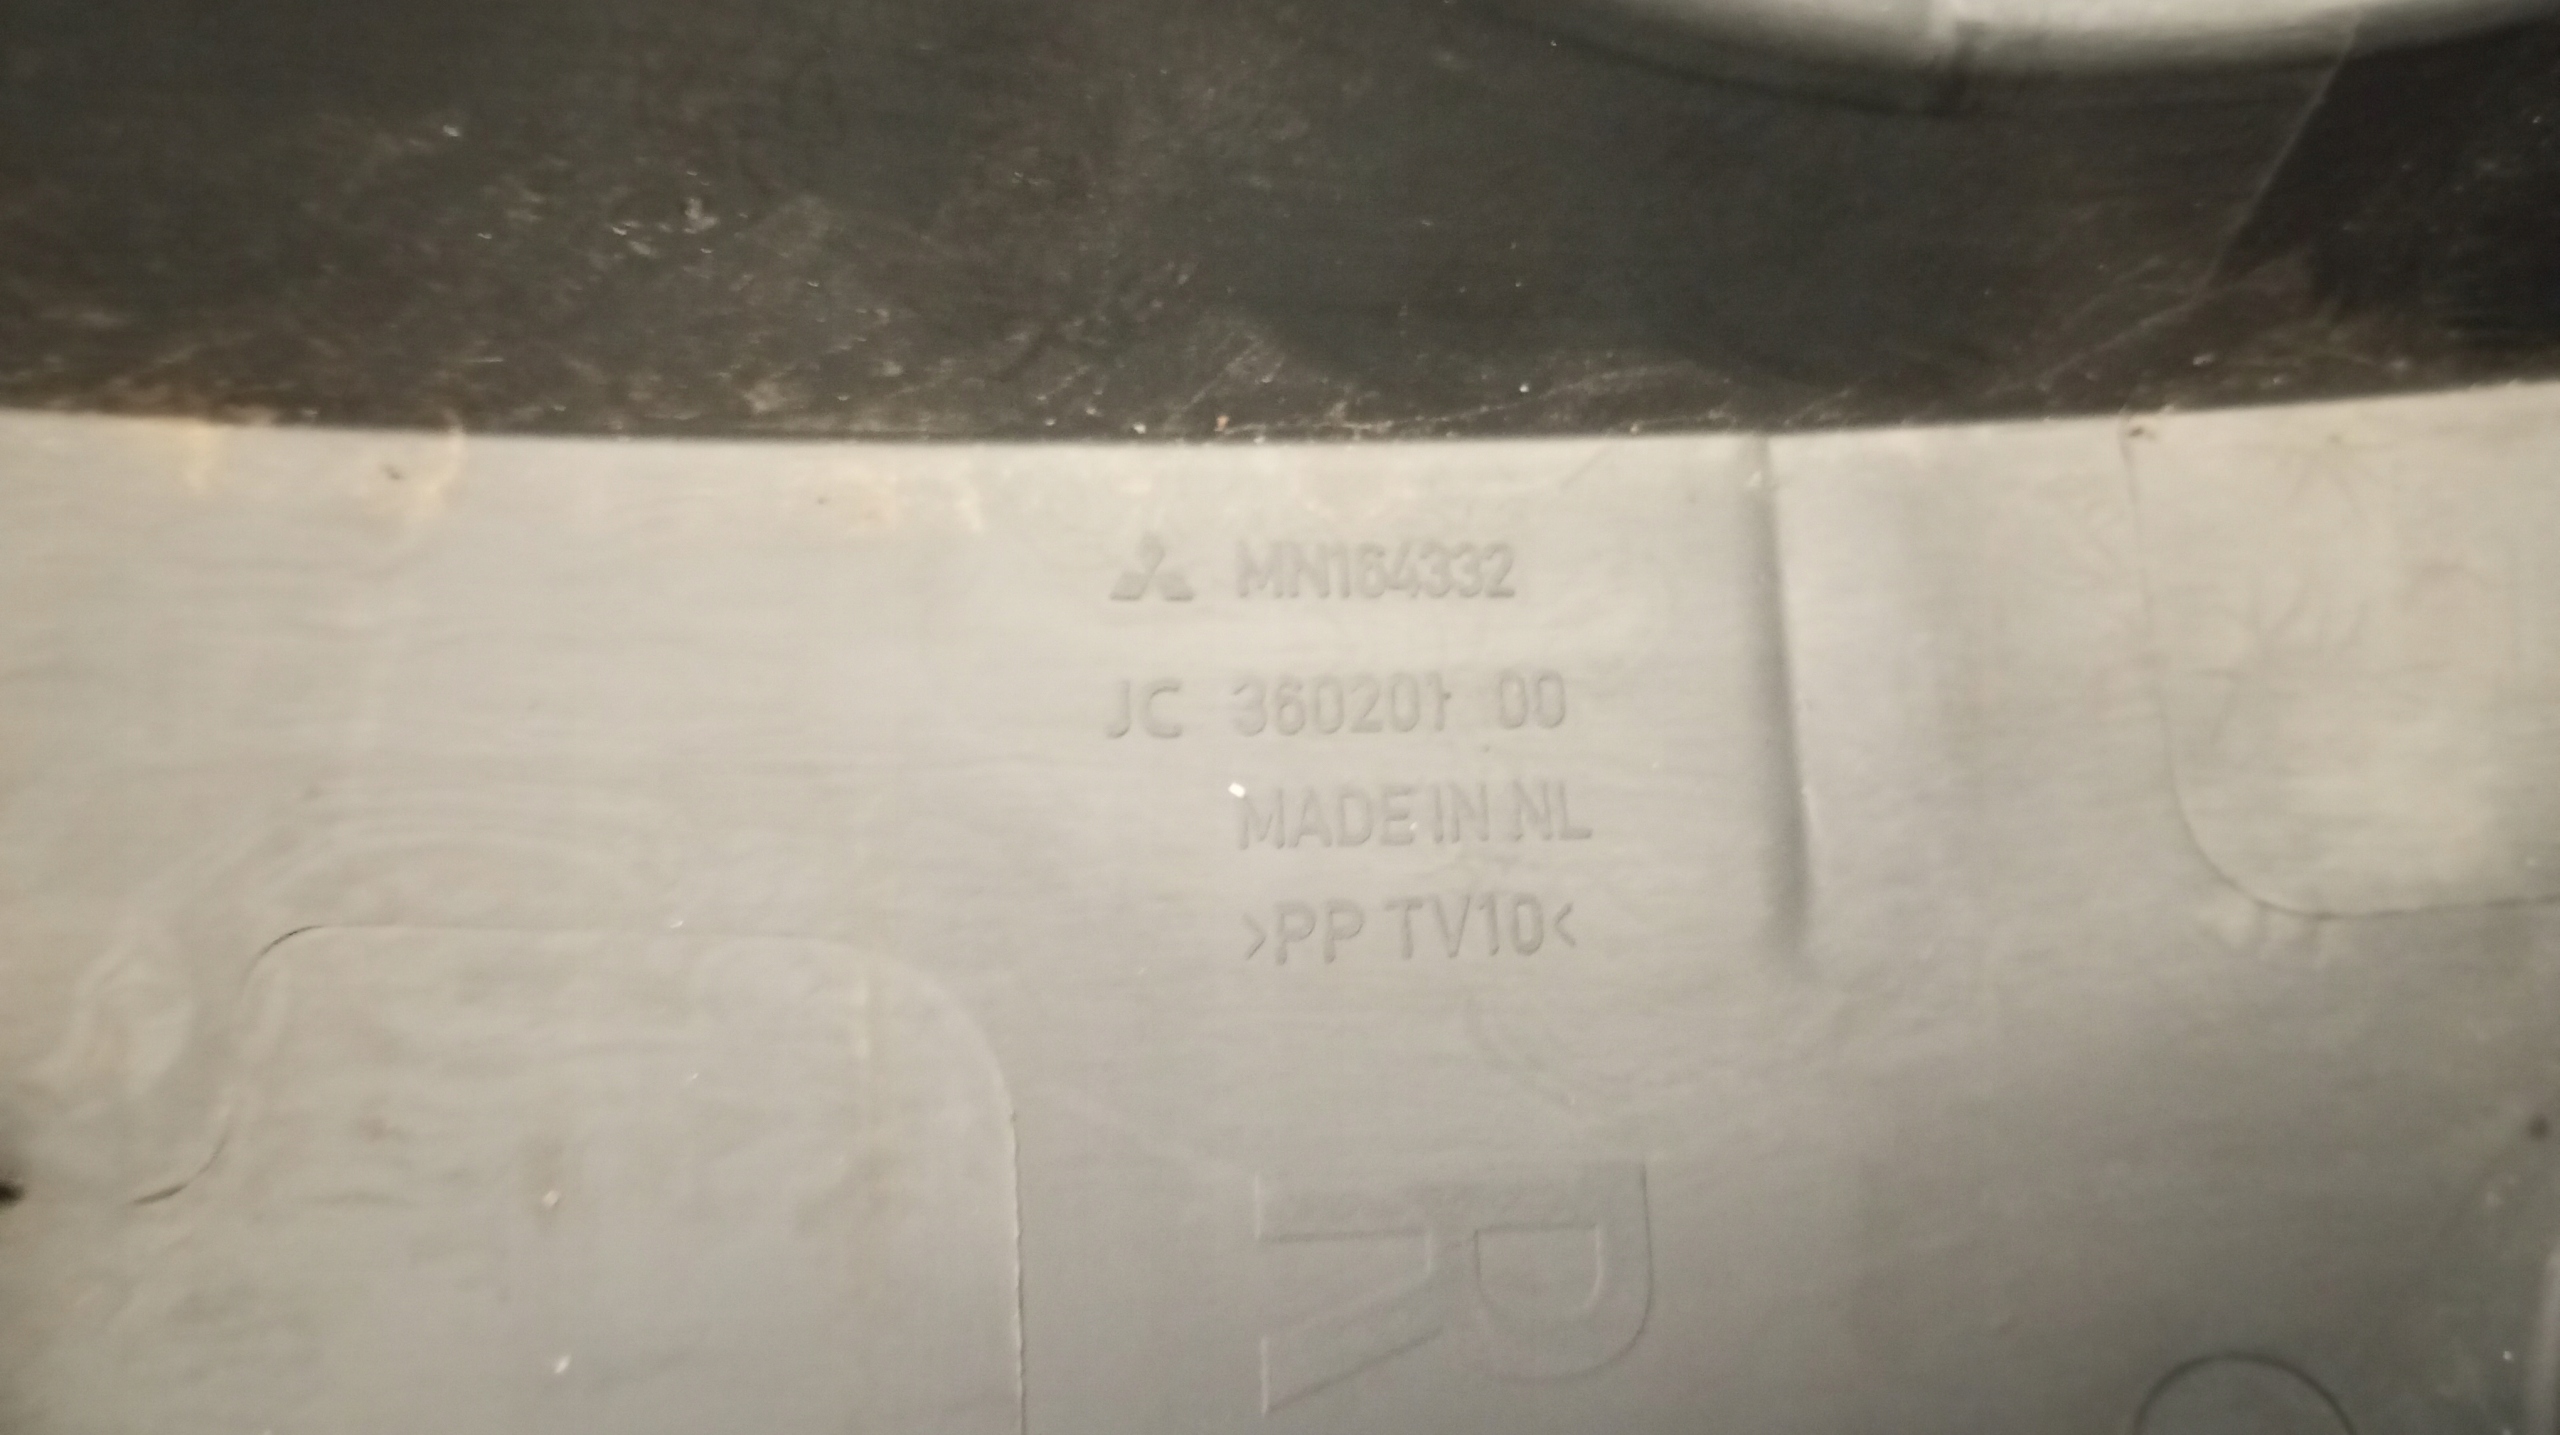 MN164332
JC 360201 00
MADE IN NL
>PP TV10<
R